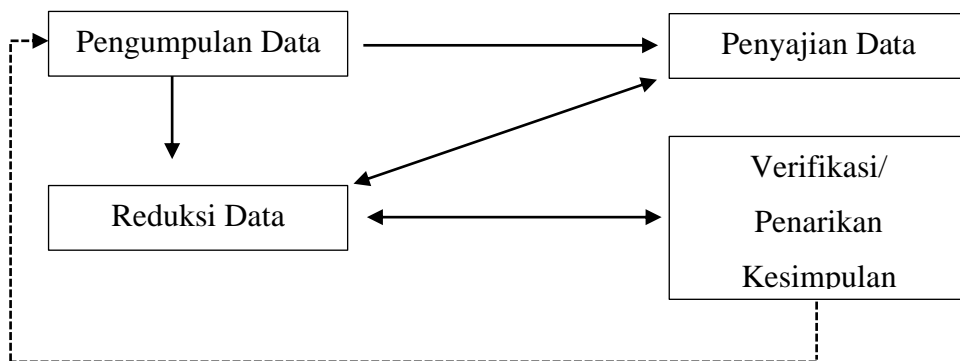 Pengumpulan Data
Penyajian Data
Reduksi Data
Verifikasi/
Penarikan
Kesimpulan